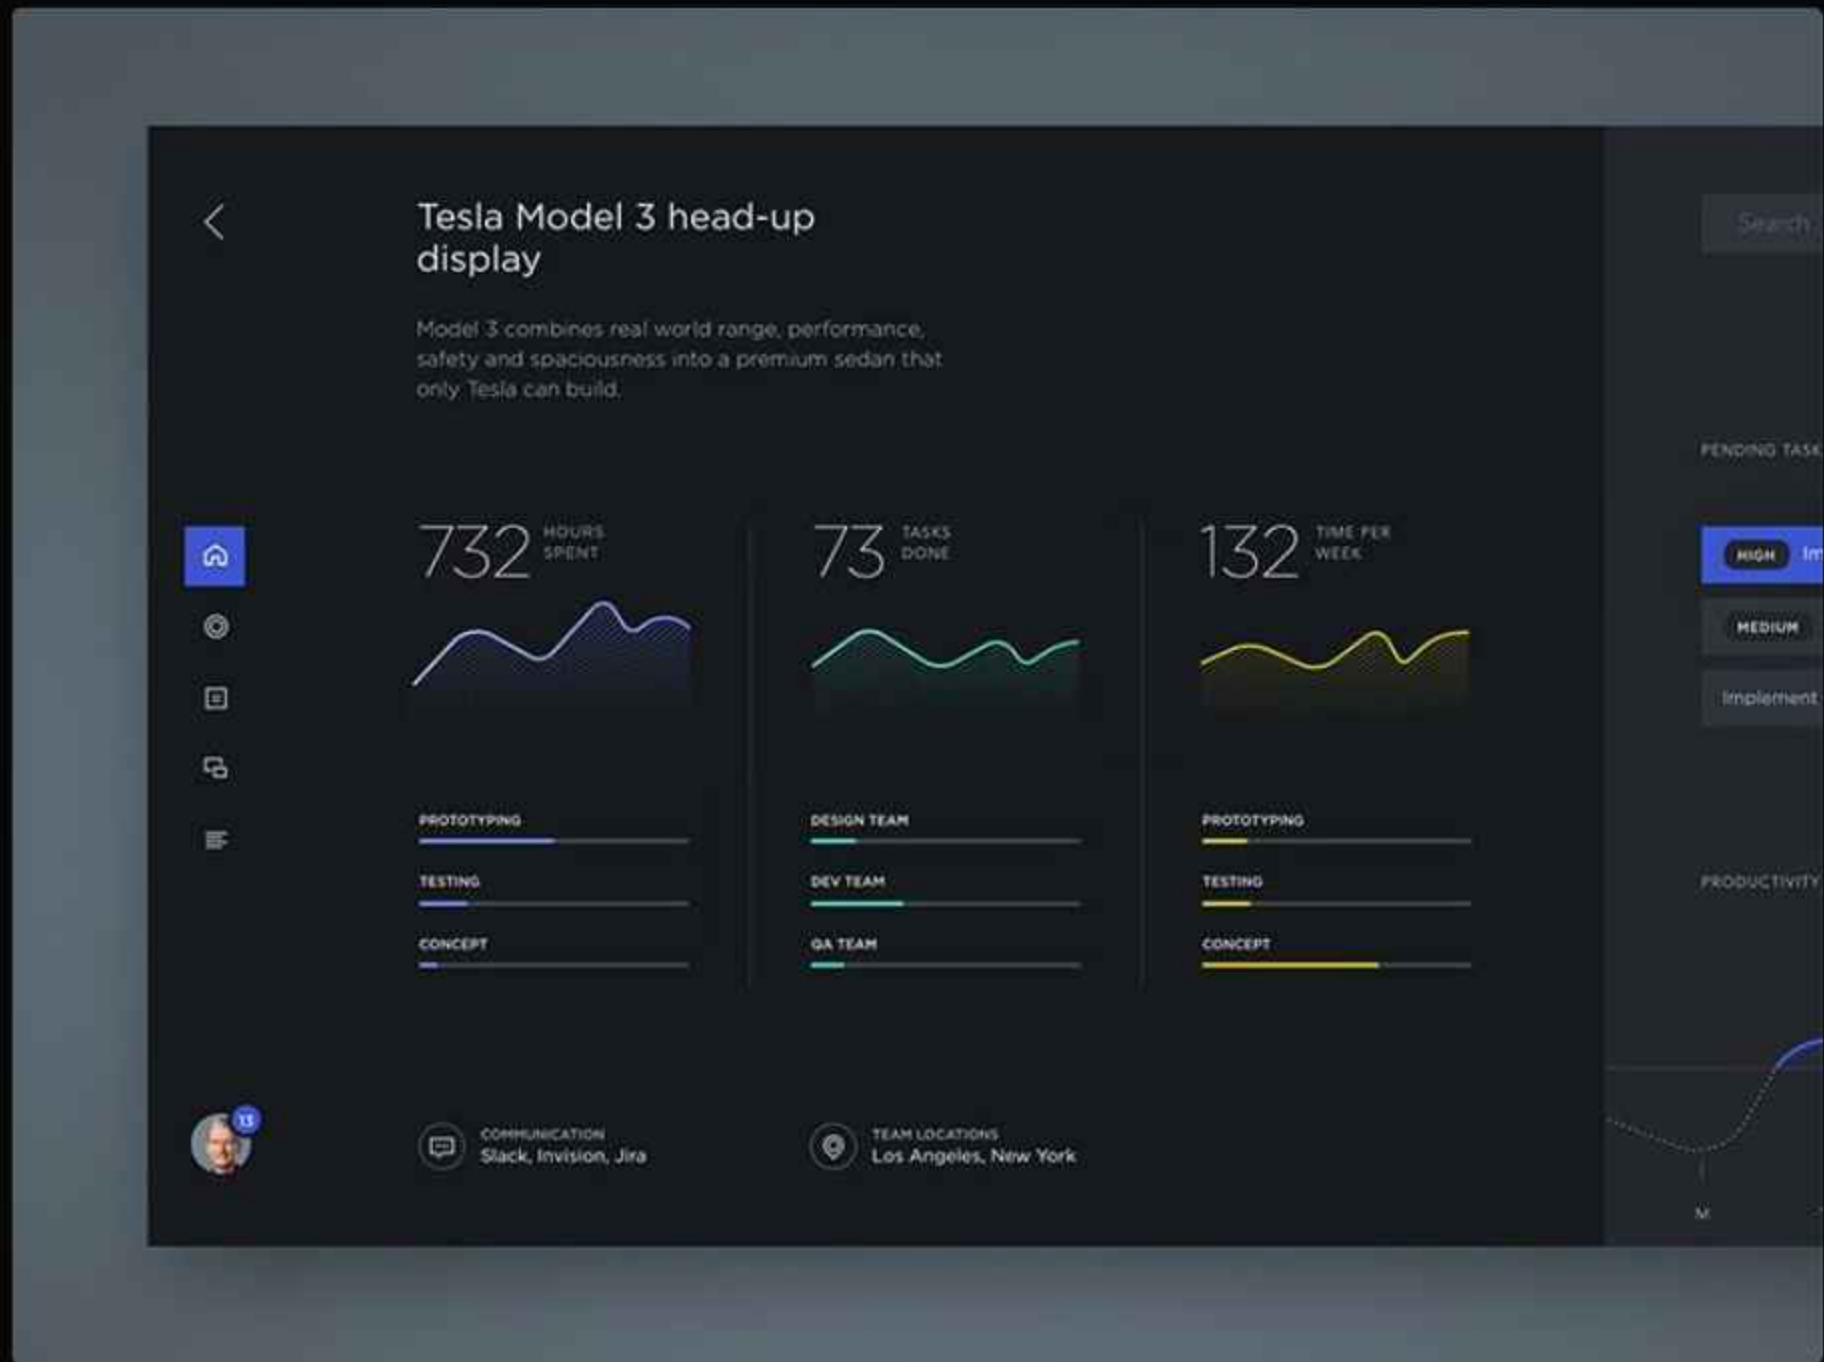 Tesla Model 3 head-up
display
Model 3 combines real world range, performance,
safety and spaciousness into a premium sedan that
only Tesla can build.
732 HOURS
SPENT
73 TASKS
DONE
132 TIME PER
WEEK
PROTOTYPING
TESTING
CONCEPT
DESIGN TEAM
DEV TEAM
QA TEAM
PROTOTYPING
TESTING
CONCEPT
13
COMMUNICATION
Slack, Invision, Jira
TEAM LOCATIONS
Los Angeles, New York
Search
PENDING TASK
HIGH Im
MEDIUM
Implement
PRODUCTIVITY
M